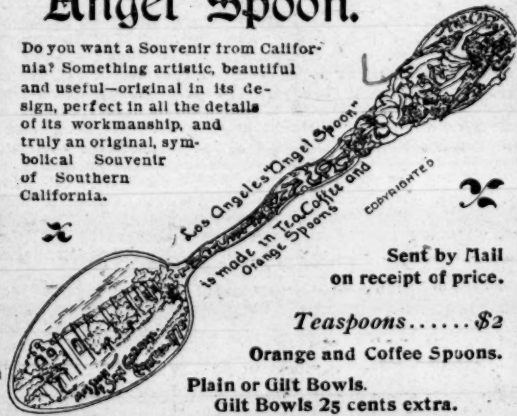 Angel Spoon.
Do you want a Souvenir from Califor-
nia? Something artistic, beautiful
and useful—original in its de-
sign, perfect in all the details
of its workmanship, and
truly an original, sym-
bolical Souvenir
of Southern
California.
Los Angeles "Angel Spoon"
is made in Tea, Coffee and
Orange Spoons
COPYRIGHTED
Sent by Mail
on receipt of price.
Teaspoons......$2
Orange and Coffee Spoons.
Plain or Gilt Bowls.
Gilt Bowls 25 cents extra.